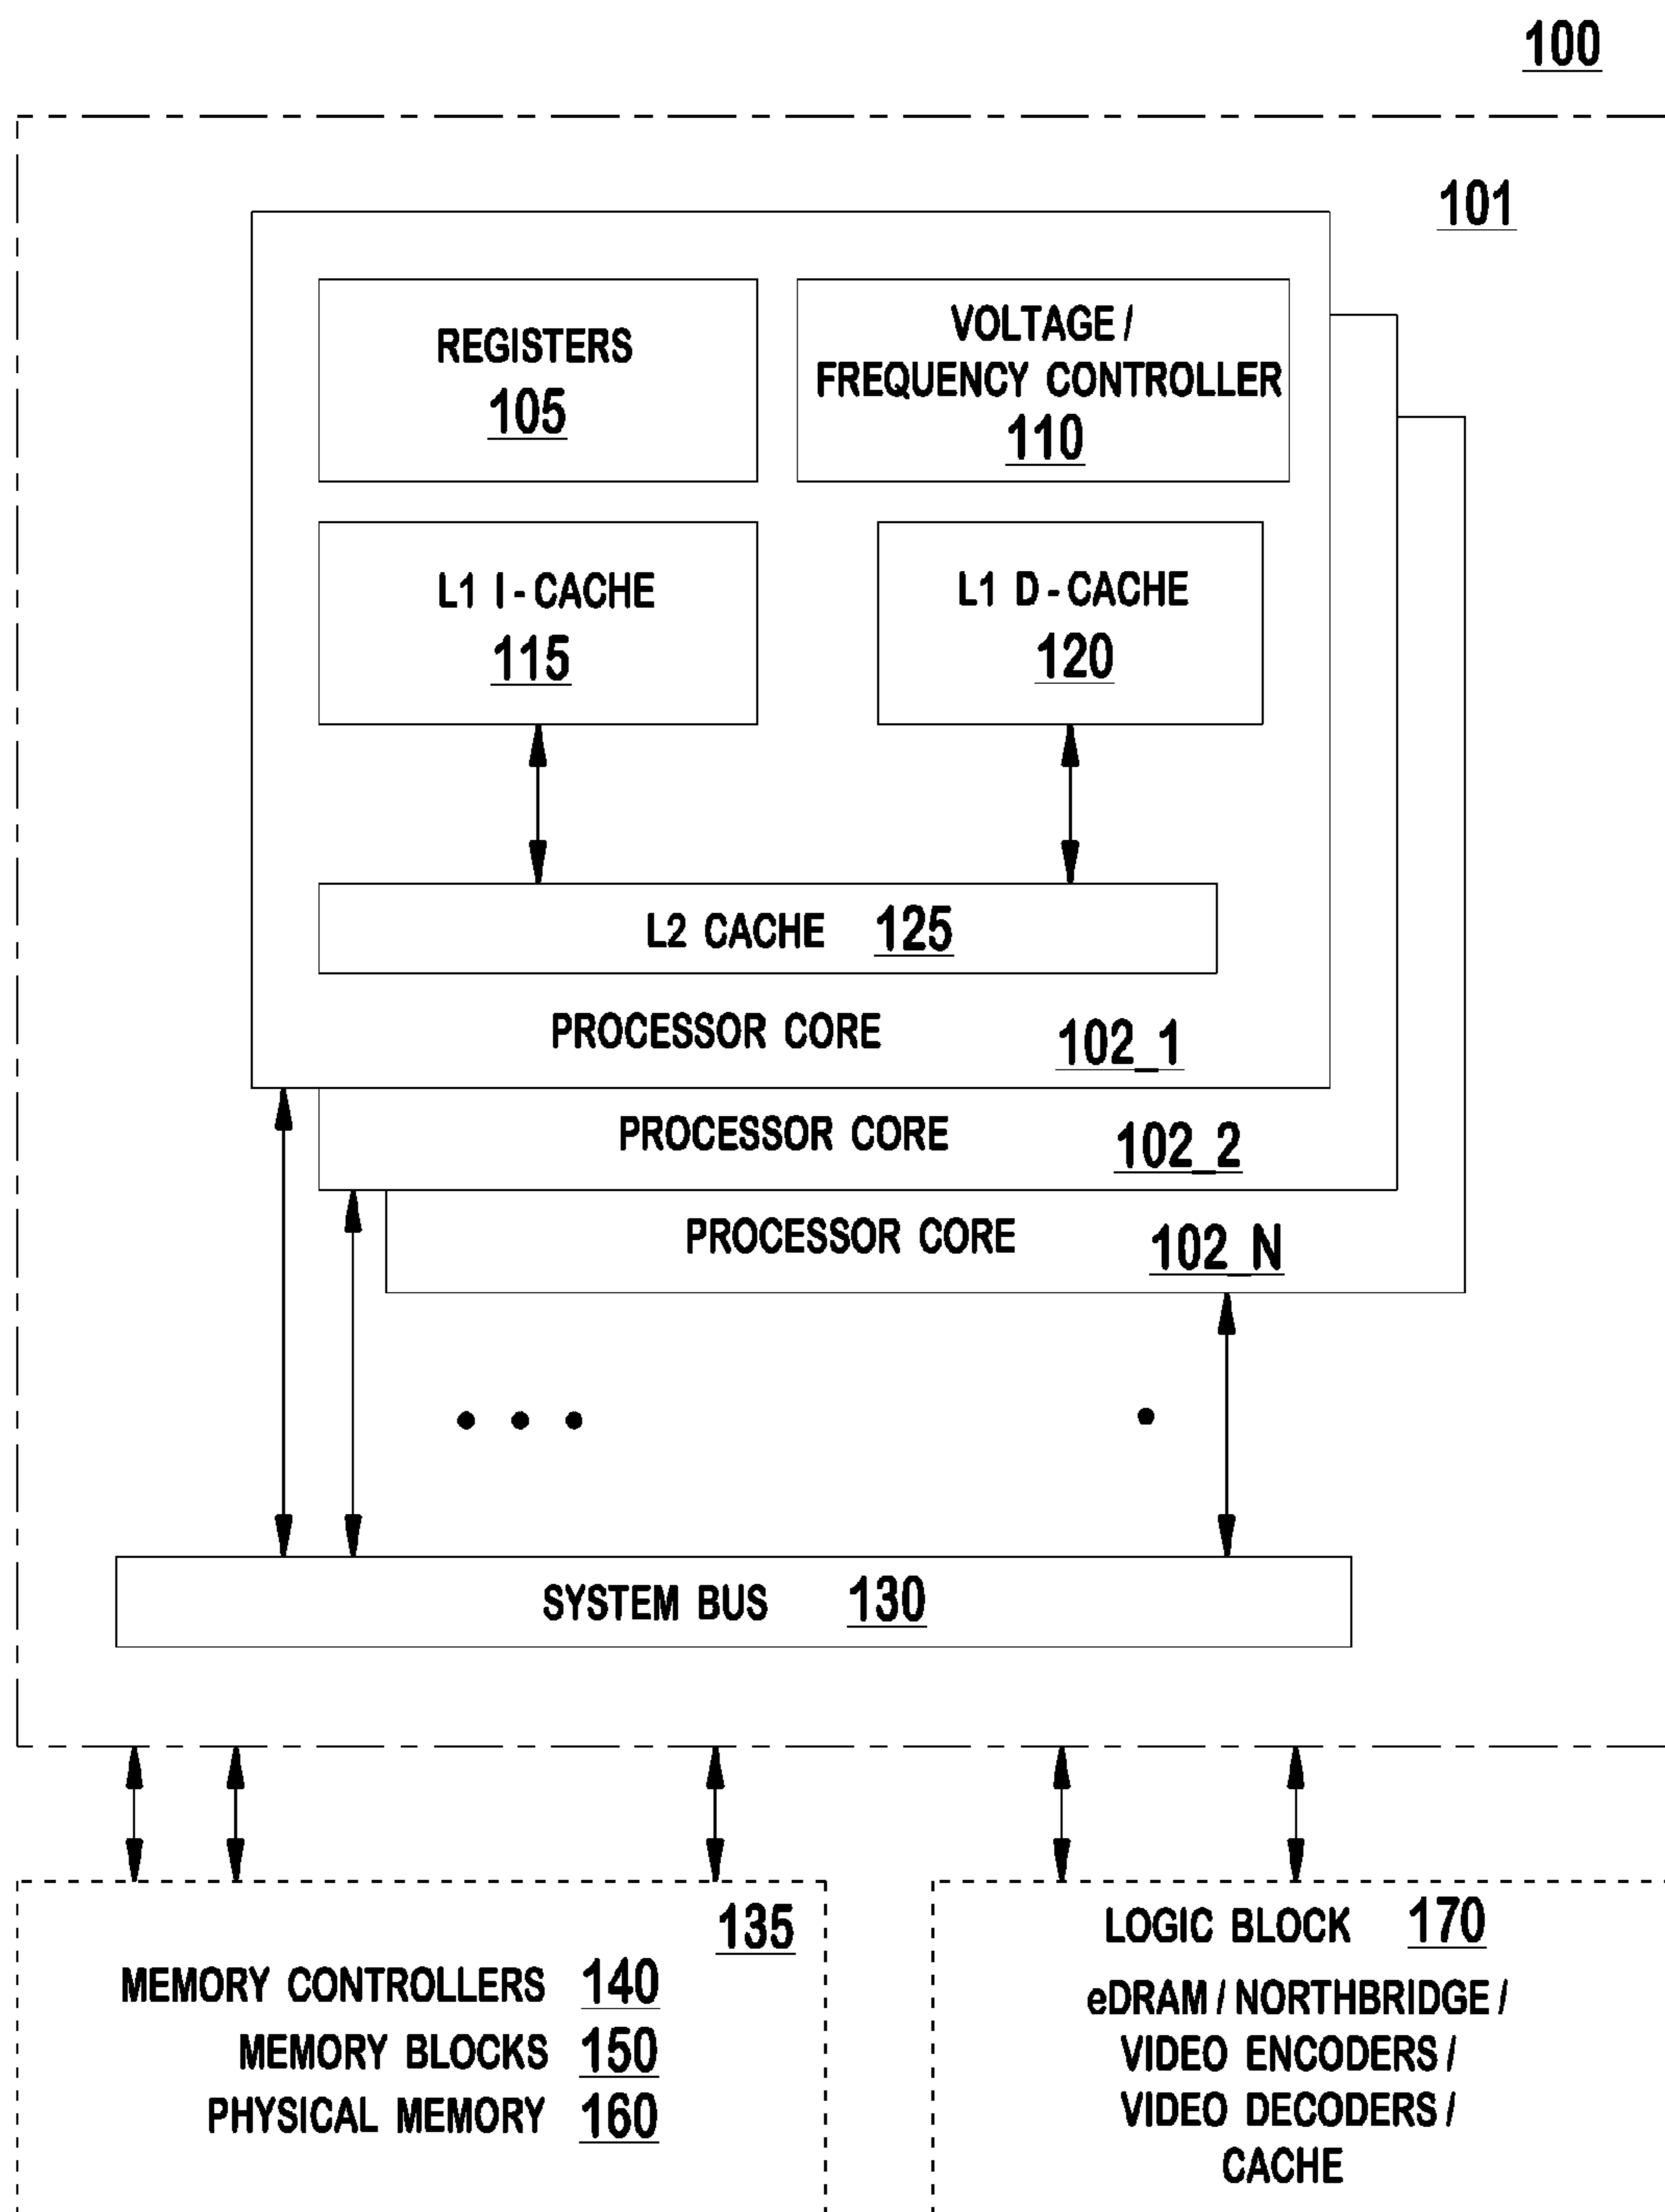 100
101
REGISTERS
105
VOLTAGE /
FREQUENCY CONTROLLER
110
L1 I-CACHE
115
L1 D-CACHE
120
L2 CACHE 125
PROCESSOR CORE 102_1
PROCESSOR CORE 102_2
PROCESSOR CORE 102_N
SYSTEM BUS 130
135
MEMORY CONTROLLERS 140
MEMORY BLOCKS 150
PHYSICAL MEMORY 160
LOGIC BLOCK 170
eDRAM / NORTHBRIDGE /
VIDEO ENCODERS /
VIDEO DECODERS /
CACHE